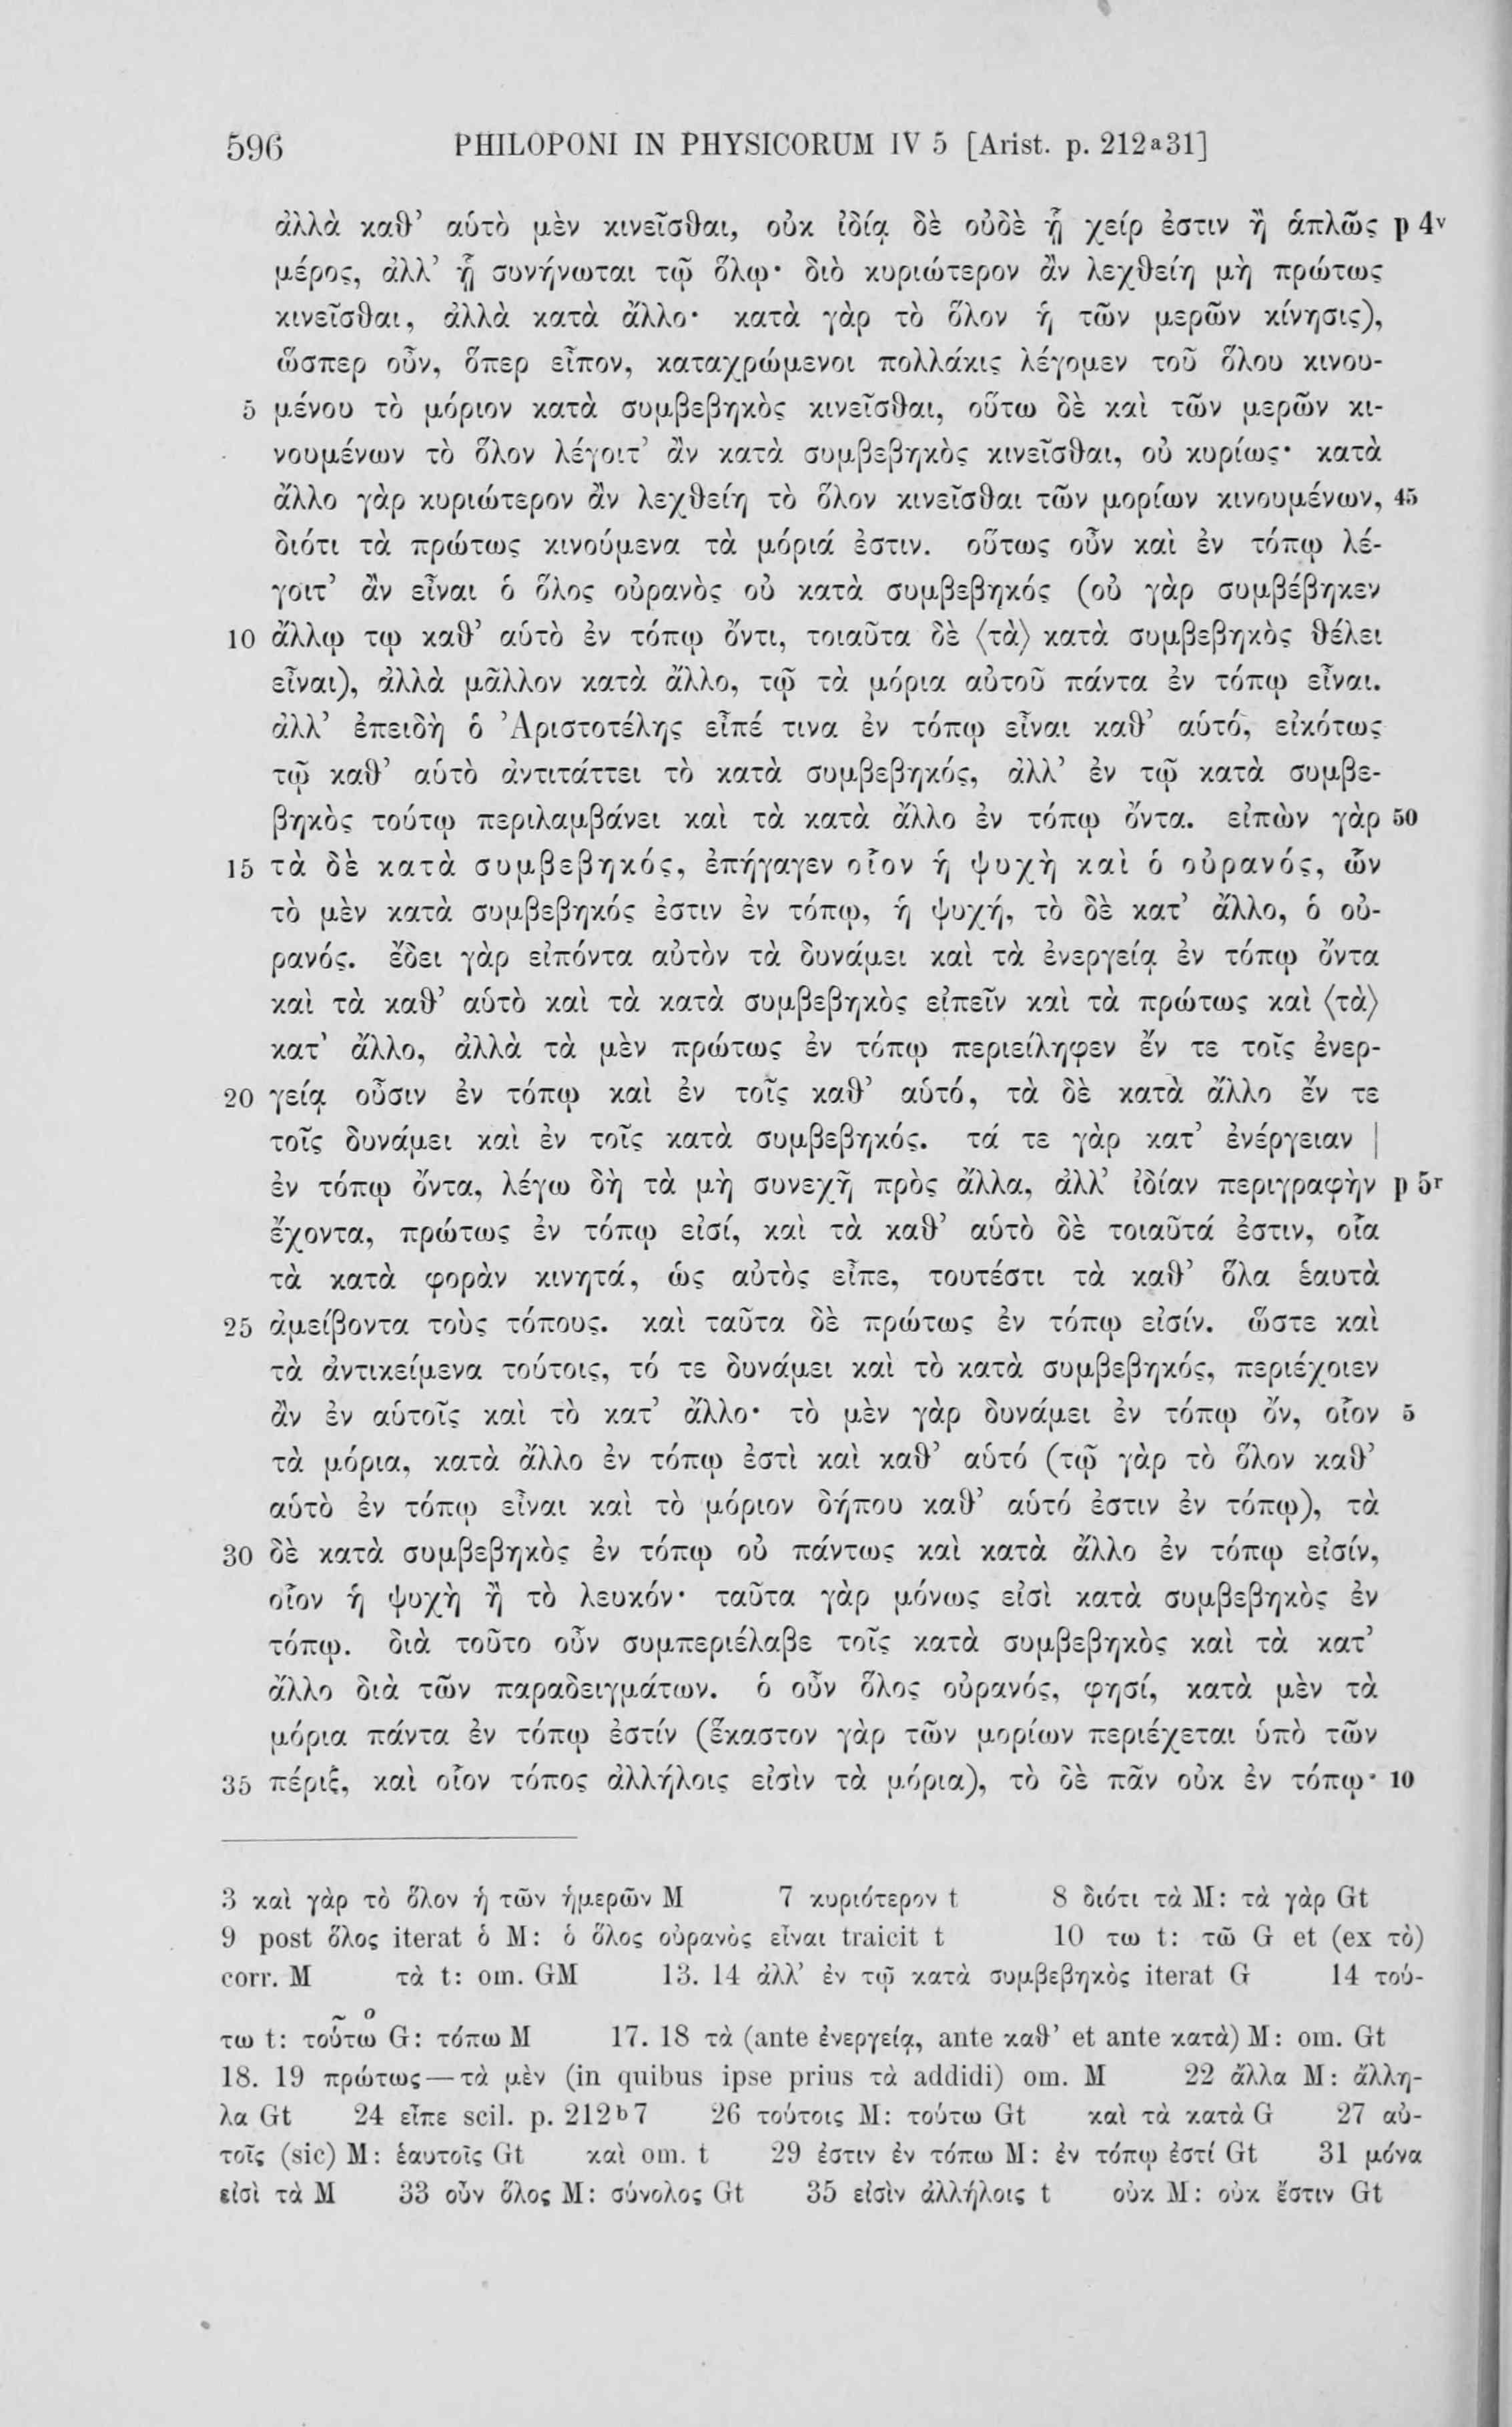 596 PHILOPONI IN PHYSICORUM IV 5 [Arist. p. 212ᵃ31]
ἀλλὰ καθ’ αὑτὸ μὲν κινεῖσθαι, οὐκ ἰδίᾳ δὲ οὐδὲ ᾗ χείρ ἐστιν ἢ ἁπλῶς p 4ᵛ
μέρος, ἀλλ’ ᾗ συνήνωται τῷ ὅλῳ· διὸ κυριώτερον ἂν λεχθείη μὴ πρώτως
κινεῖσθαι, ἀλλὰ κατὰ ἄλλο· κατὰ γὰρ τὸ ὅλον ἡ τῶν μερῶν κίνησις),
ὥσπερ οὖν, ὅπερ εἶπον, καταχρώμενοι πολλάκις λέγομεν τοῦ ὅλου κινου-
5 μένου τὸ μόριον κατὰ συμβεβηκὸς κινεῖσθαι, οὕτω δὲ καὶ τῶν μερῶν κι-
νουμένων τὸ ὅλον λέγοιτ’ ἂν κατὰ συμβεβηκὸς κινεῖσθαι, οὐ κυρίως· κατὰ
ἄλλο γὰρ κυριώτερον ἂν λεχθείη τὸ ὅλον κινεῖσθαι τῶν μορίων κινουμένων, 45
διότι τὰ πρώτως κινούμενα τὰ μόριά ἐστιν. οὕτως οὖν καὶ ἐν τόπῳ λέ-
γοιτ’ ἂν εἶναι ὁ ὅλος οὐρανὸς οὐ κατὰ συμβεβηκός (οὐ γὰρ συμβέβηκεν
10 ἄλλῳ τῳ καθ’ αὑτὸ ἐν τόπῳ ὄντι, τοιαῦτα δὲ ⟨τὰ⟩ κατὰ συμβεβηκὸς θέλει
εἶναι), ἀλλὰ μᾶλλον κατὰ ἄλλο, τῷ τὰ μόρια αὐτοῦ πάντα ἐν τόπῳ εἶναι.
ἀλλ’ ἐπειδὴ ὁ Ἀριστοτέλης εἶπέ τινα ἐν τόπῳ εἶναι καθ’ αὑτό, εἰκότως
τῷ καθ’ αὑτὸ ἀντιτάττει τὸ κατὰ συμβεβηκός, ἀλλ’ ἐν τῷ κατὰ συμβε-
βηκὸς τούτῳ περιλαμβάνει καὶ τὰ κατὰ ἄλλο ἐν τόπῳ ὄντα. εἰπὼν γὰρ 50
15 τὰ δὲ κατὰ συμβεβηκός, ἐπήγαγεν οἷον ἡ ψυχὴ καὶ ὁ οὐρανός, ὧν
τὸ μὲν κατὰ συμβεβηκός ἐστιν ἐν τόπῳ, ἡ ψυχή, τὸ δὲ κατ’ ἄλλο, ὁ οὐ-
ρανός. ἔδει γὰρ εἰπόντα αὐτὸν τὰ δυνάμει καὶ τὰ ἐνεργείᾳ ἐν τόπῳ ὄντα
καὶ τὰ καθ’ αὑτὸ καὶ τὰ κατὰ συμβεβηκὸς εἰπεῖν καὶ τὰ πρώτως καὶ ⟨τὰ⟩
κατ’ ἄλλο, ἀλλὰ τὰ μὲν πρώτως ἐν τόπῳ περιείληφεν ἔν τε τοῖς ἐνερ-
20 γείᾳ οὖσιν ἐν τόπῳ καὶ ἐν τοῖς καθ’ αὑτό, τὰ δὲ κατὰ ἄλλο ἔν τε
τοῖς δυνάμει καὶ ἐν τοῖς κατὰ συμβεβηκός. τά τε γὰρ κατ’ ἐνέργειαν |
ἐν τόπῳ ὄντα, λέγω δὴ τὰ μὴ συνεχῆ πρὸς ἄλλα, ἀλλ’ ἰδίαν περιγραφὴν p 5ʳ
ἔχοντα, πρώτως ἐν τόπῳ εἰσί, καὶ τὰ καθ’ αὑτὸ δὲ τοιαῦτά ἐστιν, οἷα
τὰ κατὰ φορὰν κινητά, ὡς αὐτὸς εἶπε, τουτέστι τὰ καθ’ ὅλα ἑαυτὰ
25 ἀμείβοντα τοὺς τόπους. καὶ ταῦτα δὲ πρώτως ἐν τόπῳ εἰσίν. ὥστε καὶ
τὰ ἀντικείμενα τούτοις, τό τε δυνάμει καὶ τὸ κατὰ συμβεβηκός, περιέχοιεν
ἂν ἐν αὑτοῖς καὶ τὸ κατ’ ἄλλο· τὸ μὲν γὰρ δυνάμει ἐν τόπῳ ὄν, οἷον 5
τὰ μόρια, κατὰ ἄλλο ἐν τόπῳ ἐστὶ καὶ καθ’ αὑτό (τῷ γὰρ τὸ ὅλον καθ’
αὑτὸ ἐν τόπῳ εἶναι καὶ τὸ μόριον δήπου καθ’ αὑτό ἐστιν ἐν τόπῳ), τὰ
30 δὲ κατὰ συμβεβηκὸς ἐν τόπῳ οὐ πάντως καὶ κατὰ ἄλλο ἐν τόπῳ εἰσίν,
οἷον ἡ ψυχὴ ἢ τὸ λευκόν· ταῦτα γὰρ μόνως εἰσὶ κατὰ συμβεβηκὸς ἐν
τόπῳ. διὰ τοῦτο οὖν συμπεριέλαβε τοῖς κατὰ συμβεβηκὸς καὶ τὰ κατ’
ἄλλο διὰ τῶν παραδειγμάτων. ὁ οὖν ὅλος οὐρανός, φησί, κατὰ μὲν τὰ
μόρια πάντα ἐν τόπῳ ἐστίν (ἕκαστον γὰρ τῶν μορίων περιέχεται ὑπὸ τῶν
35 πέριξ, καὶ οἷον τόπος ἀλλήλοις εἰσὶν τὰ μόρια), τὸ δὲ πᾶν οὐκ ἐν τόπῳ· 10
3 καὶ γὰρ τὸ ὅλον ἡ τῶν ἡμερῶν M 7 κυριότερον t 8 διότι τὰ M: τὰ γὰρ Gt
9 post ὅλος iterat ὁ M: ὁ ὅλος οὐρανὸς εἶναι traicit t 10 τω t: τῶ G et (ex τὸ)
corr. M τὰ t: om. GM 13. 14 ἀλλ’ ἐν τῷ κατὰ συμβεβηκὸς iterat G 14 τού-
τω t: τούτῶͦ G: τόπω M 17. 18 τὰ (ante ἐνεργείᾳ, ante καθ’ et ante κατὰ) M: om. Gt
18. 19 πρώτως — τὰ μὲν (in quibus ipse prius τὰ addidi) om. M 22 ἄλλα M: ἄλλη-
λα Gt 24 εἶπε scil. p. 212ᵇ7 26 τούτοις M: τούτω Gt καὶ τὰ κατὰ G 27 αὐ-
τοῖς (sic) M: ἑαυτοῖς Gt καὶ om. t 29 ἐστιν ἐν τόπω M: ἐν τόπῳ ἐστί Gt 31 μόνα
εἰσὶ τὰ M 33 οὖν ὅλος M: σύνολος Gt 35 εἰσὶν ἀλλήλοις t οὐκ M: οὐκ ἔστιν Gt